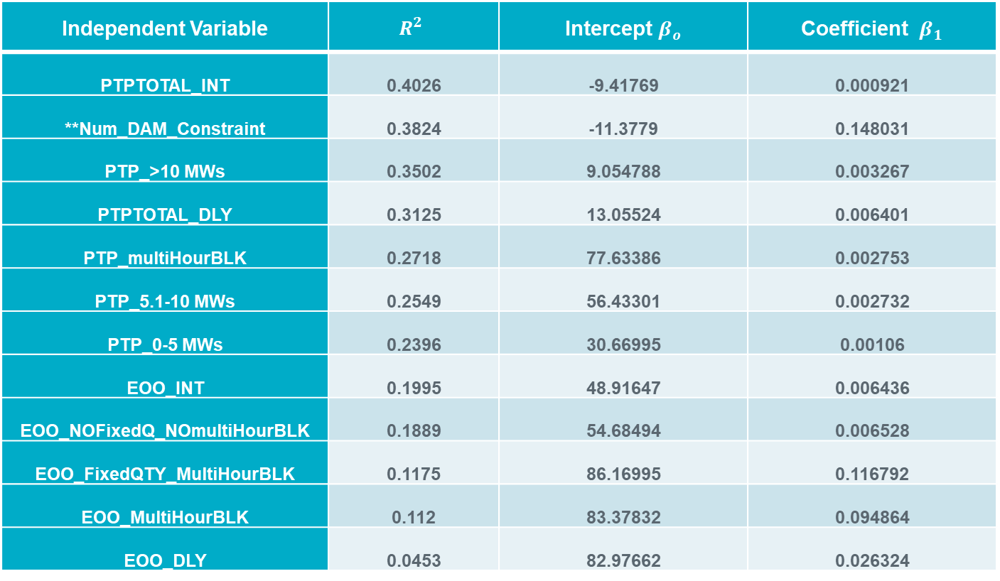 Independent Variable R² Intercept βₒ Coefficient β₁
PTPTOTAL_INT 0.4026 -9.41769 0.000921
**Num_DAM_Constraint 0.3824 -11.3779 0.148031
PTP_>10 MWs 0.3502 9.054788 0.003267
PTPTOTAL_DLY 0.3125 13.05524 0.006401
PTP_multiHourBLK 0.2718 77.63386 0.002753
PTP_5.1-10 MWs 0.2549 56.43301 0.002732
PTP_0-5 MWs 0.2396 30.66995 0.00106
EOO_INT 0.1995 48.91647 0.006436
EOO_NOFixedQ_NOmultiHourBLK 0.1889 54.68494 0.006528
EOO_FixedQTY_MultiHourBLK 0.1175 86.16995 0.116792
EOO_MultiHourBLK 0.112 83.37832 0.094864
EOO_DLY 0.0453 82.97662 0.026324